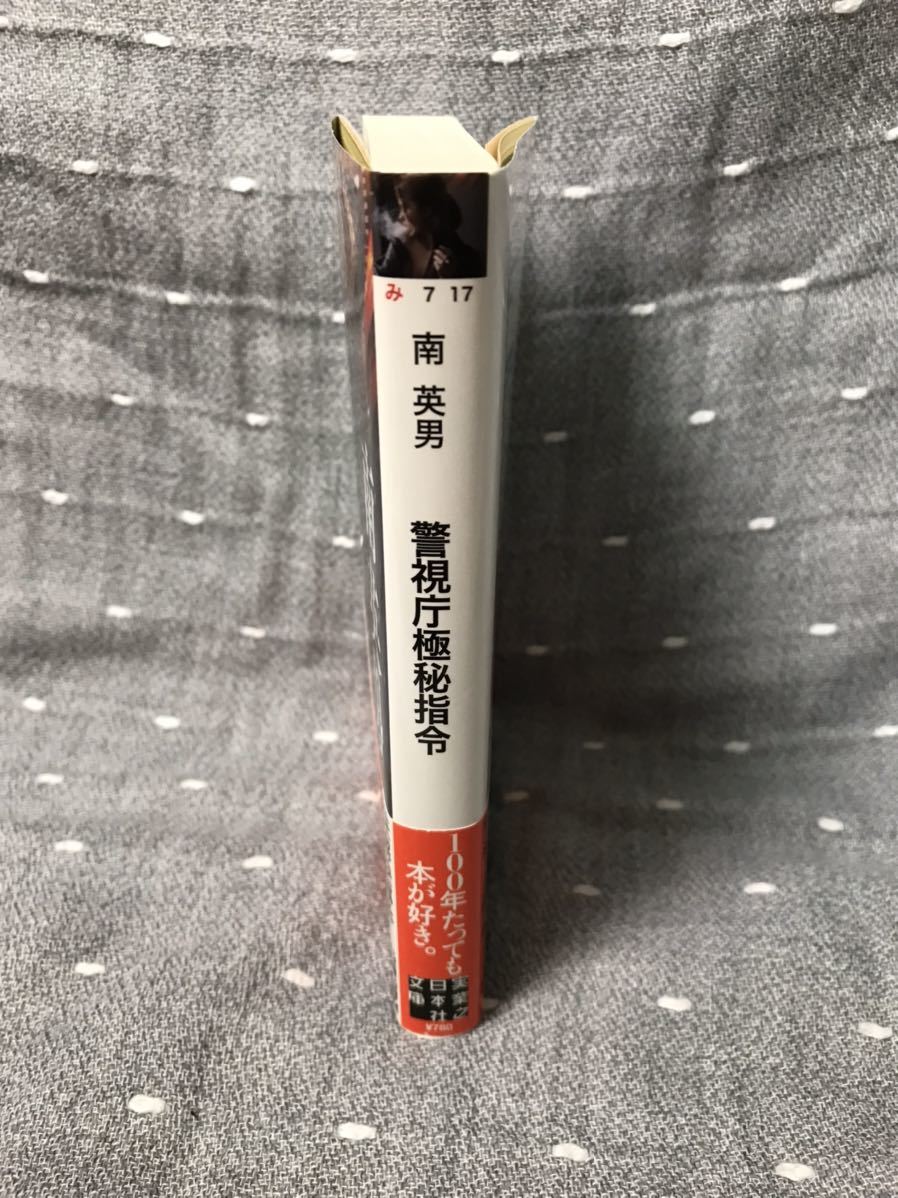 み 7 17
南 英男
警視庁極秘指令
100年たっても
本が好き。
実業之
日本社
文庫
¥760